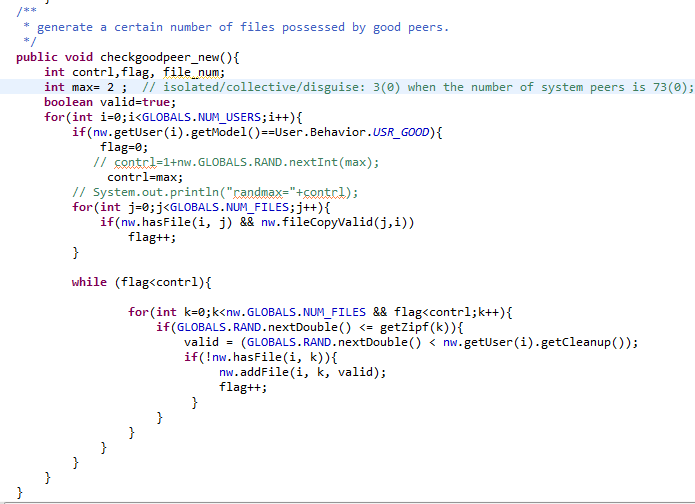 /**
 * generate a certain number of files possessed by good peers.
 */
public void checkgoodpeer_new(){
    int contrl,flag, file_num;
    int max= 2 ;  // isolated/collective/disguise: 3(0) when the number of system peers is 73(0);
    boolean valid=true;
    for(int i=0;i<GLOBALS.NUM_USERS;i++){
        if(nw.getUser(i).getModel()==User.Behavior.USR_GOOD){
            flag=0;
           // contrl=1+nw.GLOBALS.RAND.nextInt(max);
             contrl=max;
        // System.out.println("randmax="+contrl);
        for(int j=0;j<GLOBALS.NUM_FILES;j++){
            if(nw.hasFile(i, j) && nw.fileCopyValid(j,i))
                flag++;
        }
        while (flag<contrl){
                for(int k=0;k<nw.GLOBALS.NUM_FILES && flag<contrl;k++){
                    if(GLOBALS.RAND.nextDouble() <= getZipf(k)){
                        valid = (GLOBALS.RAND.nextDouble() < nw.getUser(i).getCleanup());
                        if(!nw.hasFile(i, k)){
                             nw.addFile(i, k, valid);
                             flag++;
                         }
                    }
                }
            }
        }
    }
}